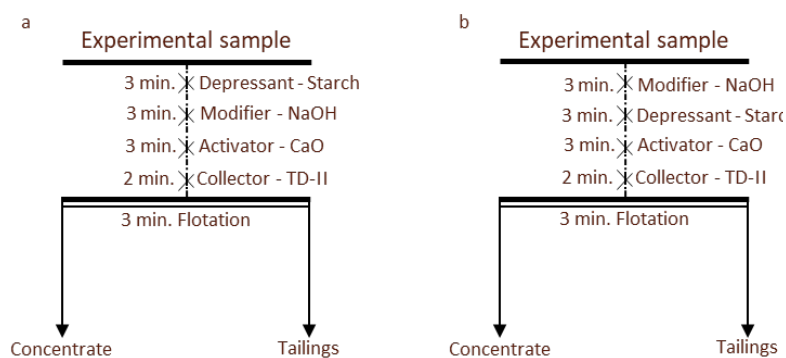 a
Experimental sample
3 min. Depressant - Starch
3 min. Modifier - NaOH
3 min. Activator - CaO
2 min. Collector - TD-II
3 min. Flotation
Concentrate
Tailings
b
Experimental sample
3 min. Modifier - NaOH
3 min. Depressant - Starc
3 min. Activator - CaO
2 min. Collector - TD-II
3 min. Flotation
Concentrate
Tailings